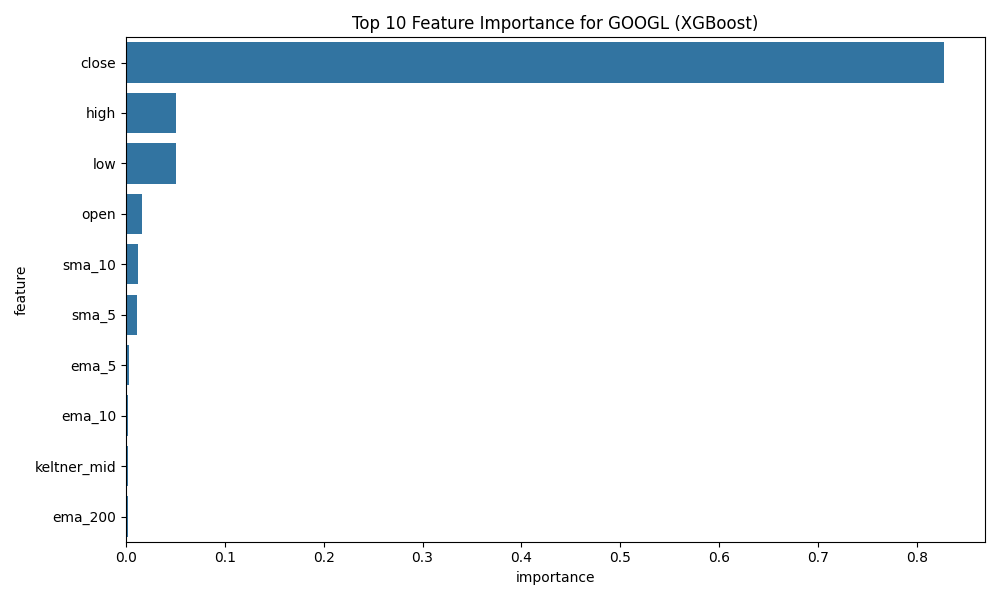 Top 10 Feature Importance for GOOGL (XGBoost)
close
high
low
open
sma_10
sma_5
ema_5
ema_10
keltner_mid
ema_200
feature
0.0 0.1 0.2 0.3 0.4 0.5 0.6 0.7 0.8
importance